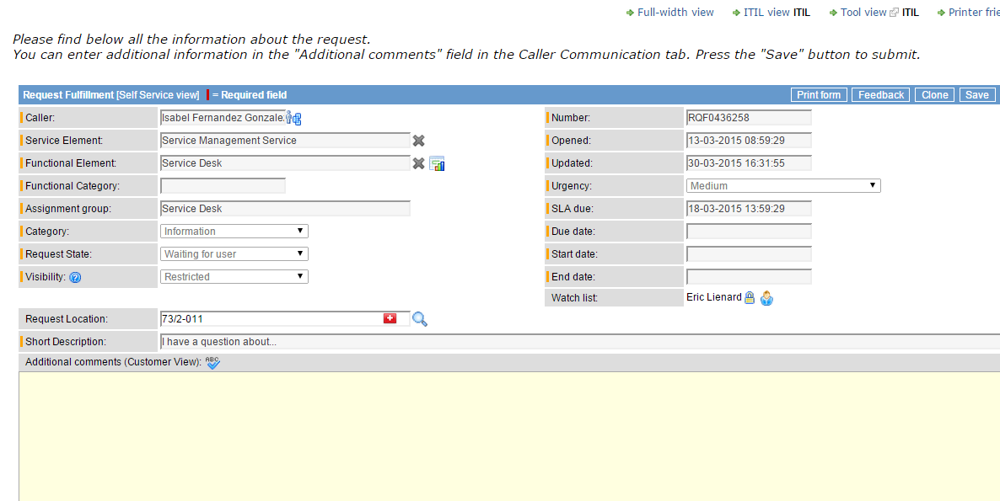 Full-width view ITIL view ITIL Tool view ITIL Printer frie
Please find below all the information about the request.
You can enter additional information in the "Additional comments" field in the Caller Communication tab. Press the "Save" button to submit.
Request Fulfillment [Self Service view] = Required field Print form Feedback Clone Save
Caller: Isabel Fernandez Gonzale Number: RQF0436258
Service Element: Service Management Service Opened: 13-03-2015 08:59:29
Functional Element: Service Desk Updated: 30-03-2015 16:31:55
Functional Category: Urgency: Medium
Assignment group: Service Desk SLA due: 18-03-2015 13:59:29
Category: Information Due date:
Request State: Waiting for user Start date:
Visibility: ? Restricted End date:
Watch list: Eric Lienard
Request Location: 73/2-011
Short Description: I have a question about...
Additional comments (Customer View): ABC